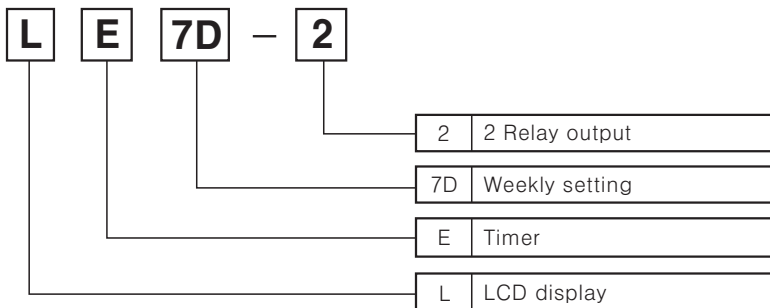 L E 7D – 2
2 2 Relay output
7D Weekly setting
E Timer
L LCD display